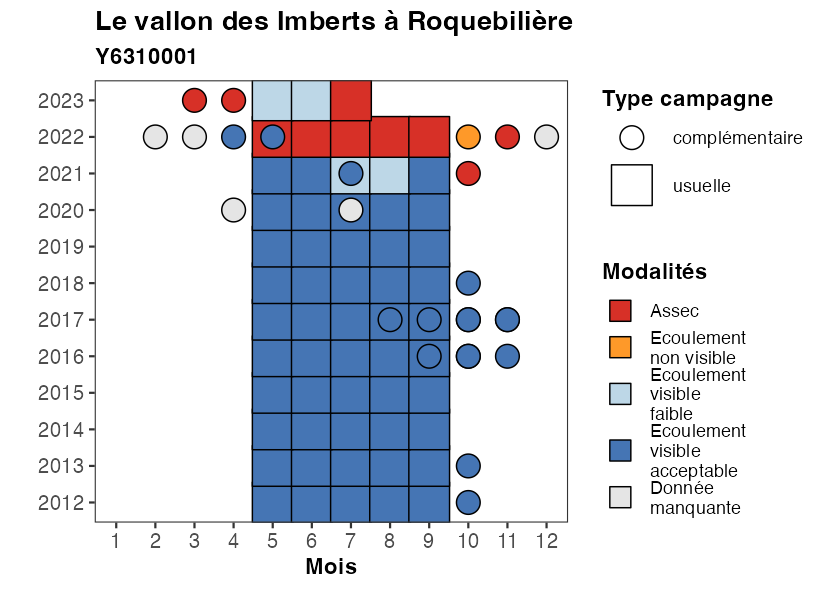 Le vallon des Imberts à Roquebilière
Y6310001
2023
2022
2021
2020
2019
2018
2017
2016
2015
2014
2013
2012
1 2 3 4 5 6 7 8 9 10 11 12
Mois
Type campagne
complémentaire
usuelle
Modalités
Assec
Ecoulement
non visible
Ecoulement
visible
faible
Ecoulement
visible
acceptable
Donnée
manquante